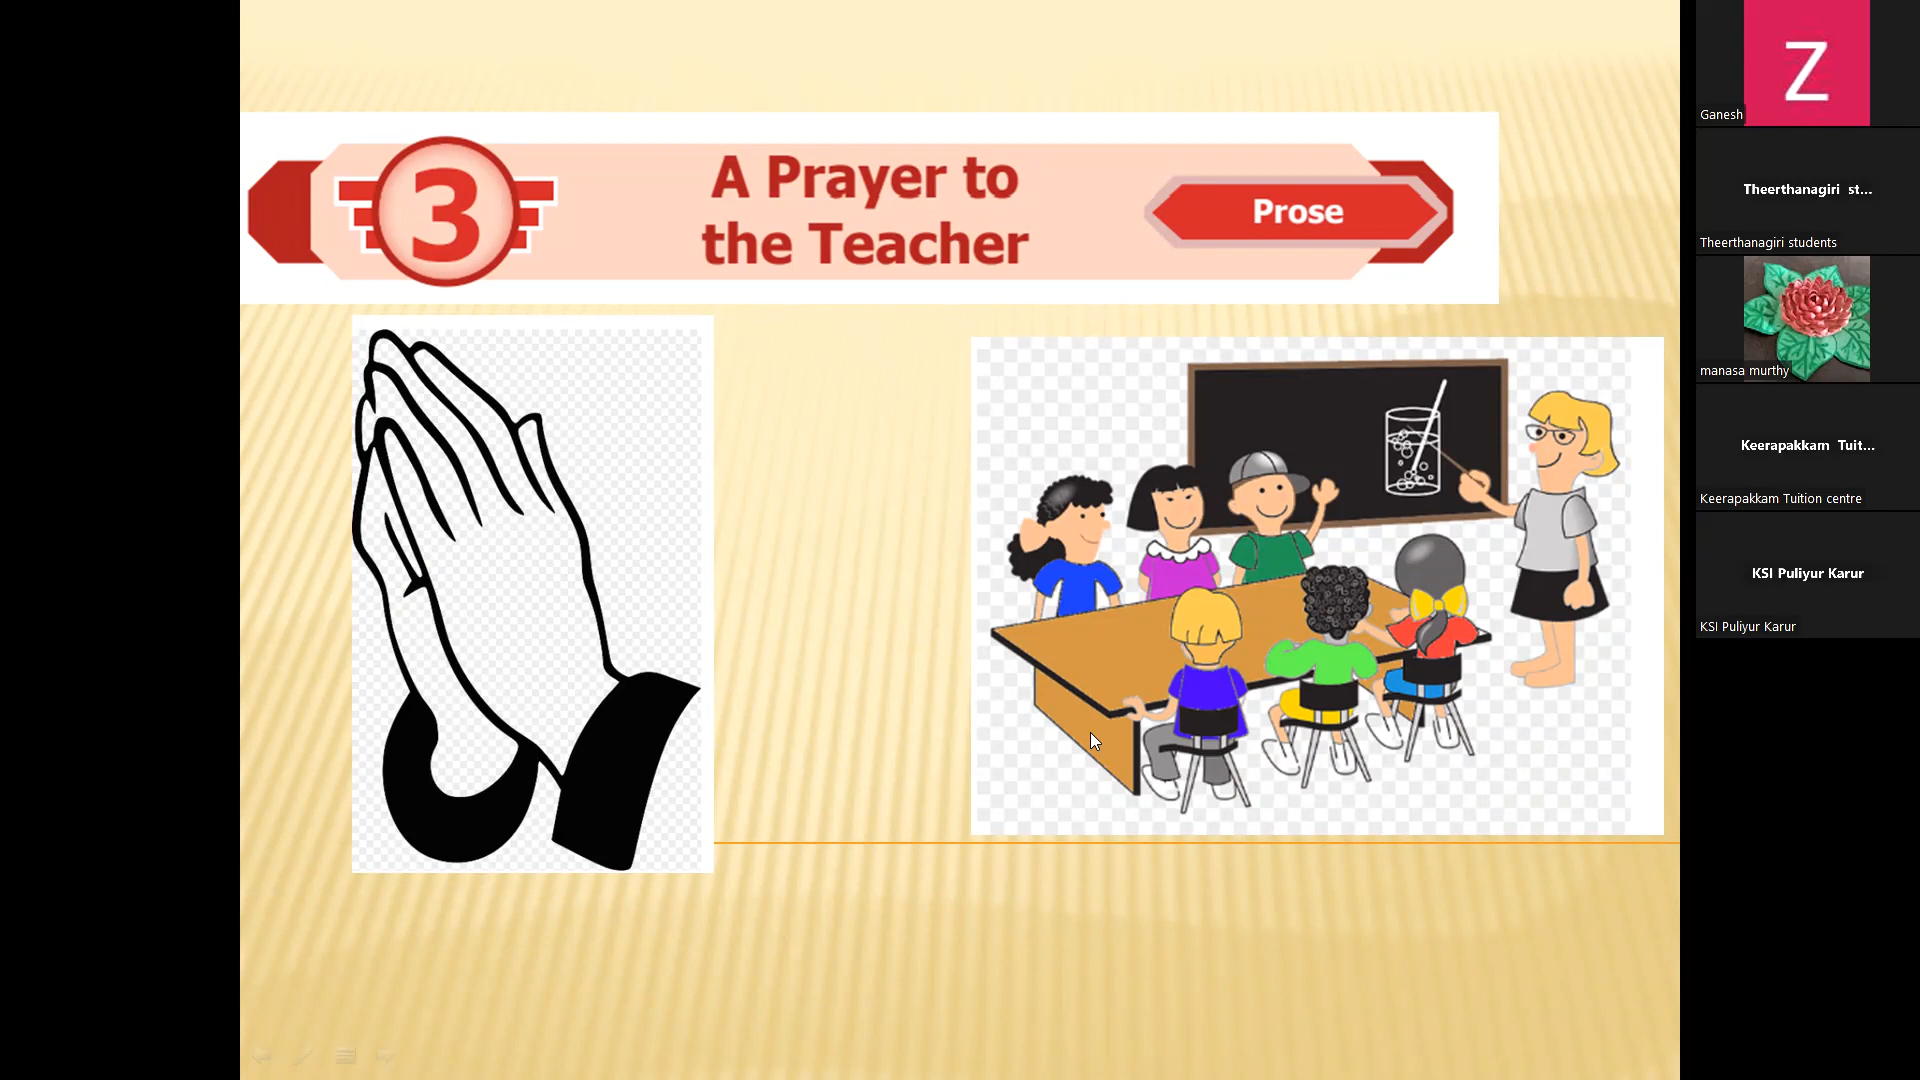 3
A Prayer to
the Teacher
Prose
Z
Ganesh
Theerthanagiri st...
Theerthanagiri students
manasa murthy
Keerapakkam Tuit...
Keerapakkam Tuition centre
KSI Puliyur Karur
KSI Puliyur Karur